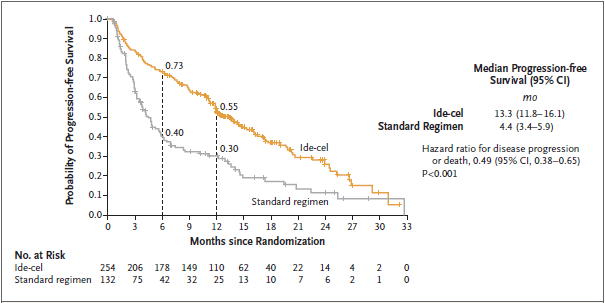 Probability of Progression-free Survival
1.0
0.9
0.8
0.7
0.6
0.5
0.4
0.3
0.2
0.1
0.0
0.73
0.55
0.40
0.30
Ide-cel
Standard regimen
0 3 6 9 12 15 18 21 24 27 30 33
Months since Randomization
Median Progression-free
Survival (95% CI)
mo
Ide-cel 13.3 (11.8–16.1)
Standard Regimen 4.4 (3.4–5.9)
Hazard ratio for disease progression
or death, 0.49 (95% CI, 0.38–0.65)
P<0.001
No. at Risk
Ide-cel 254 206 178 149 110 62 40 22 14 4 2 0
Standard regimen 132 75 42 32 25 13 10 7 6 2 1 0